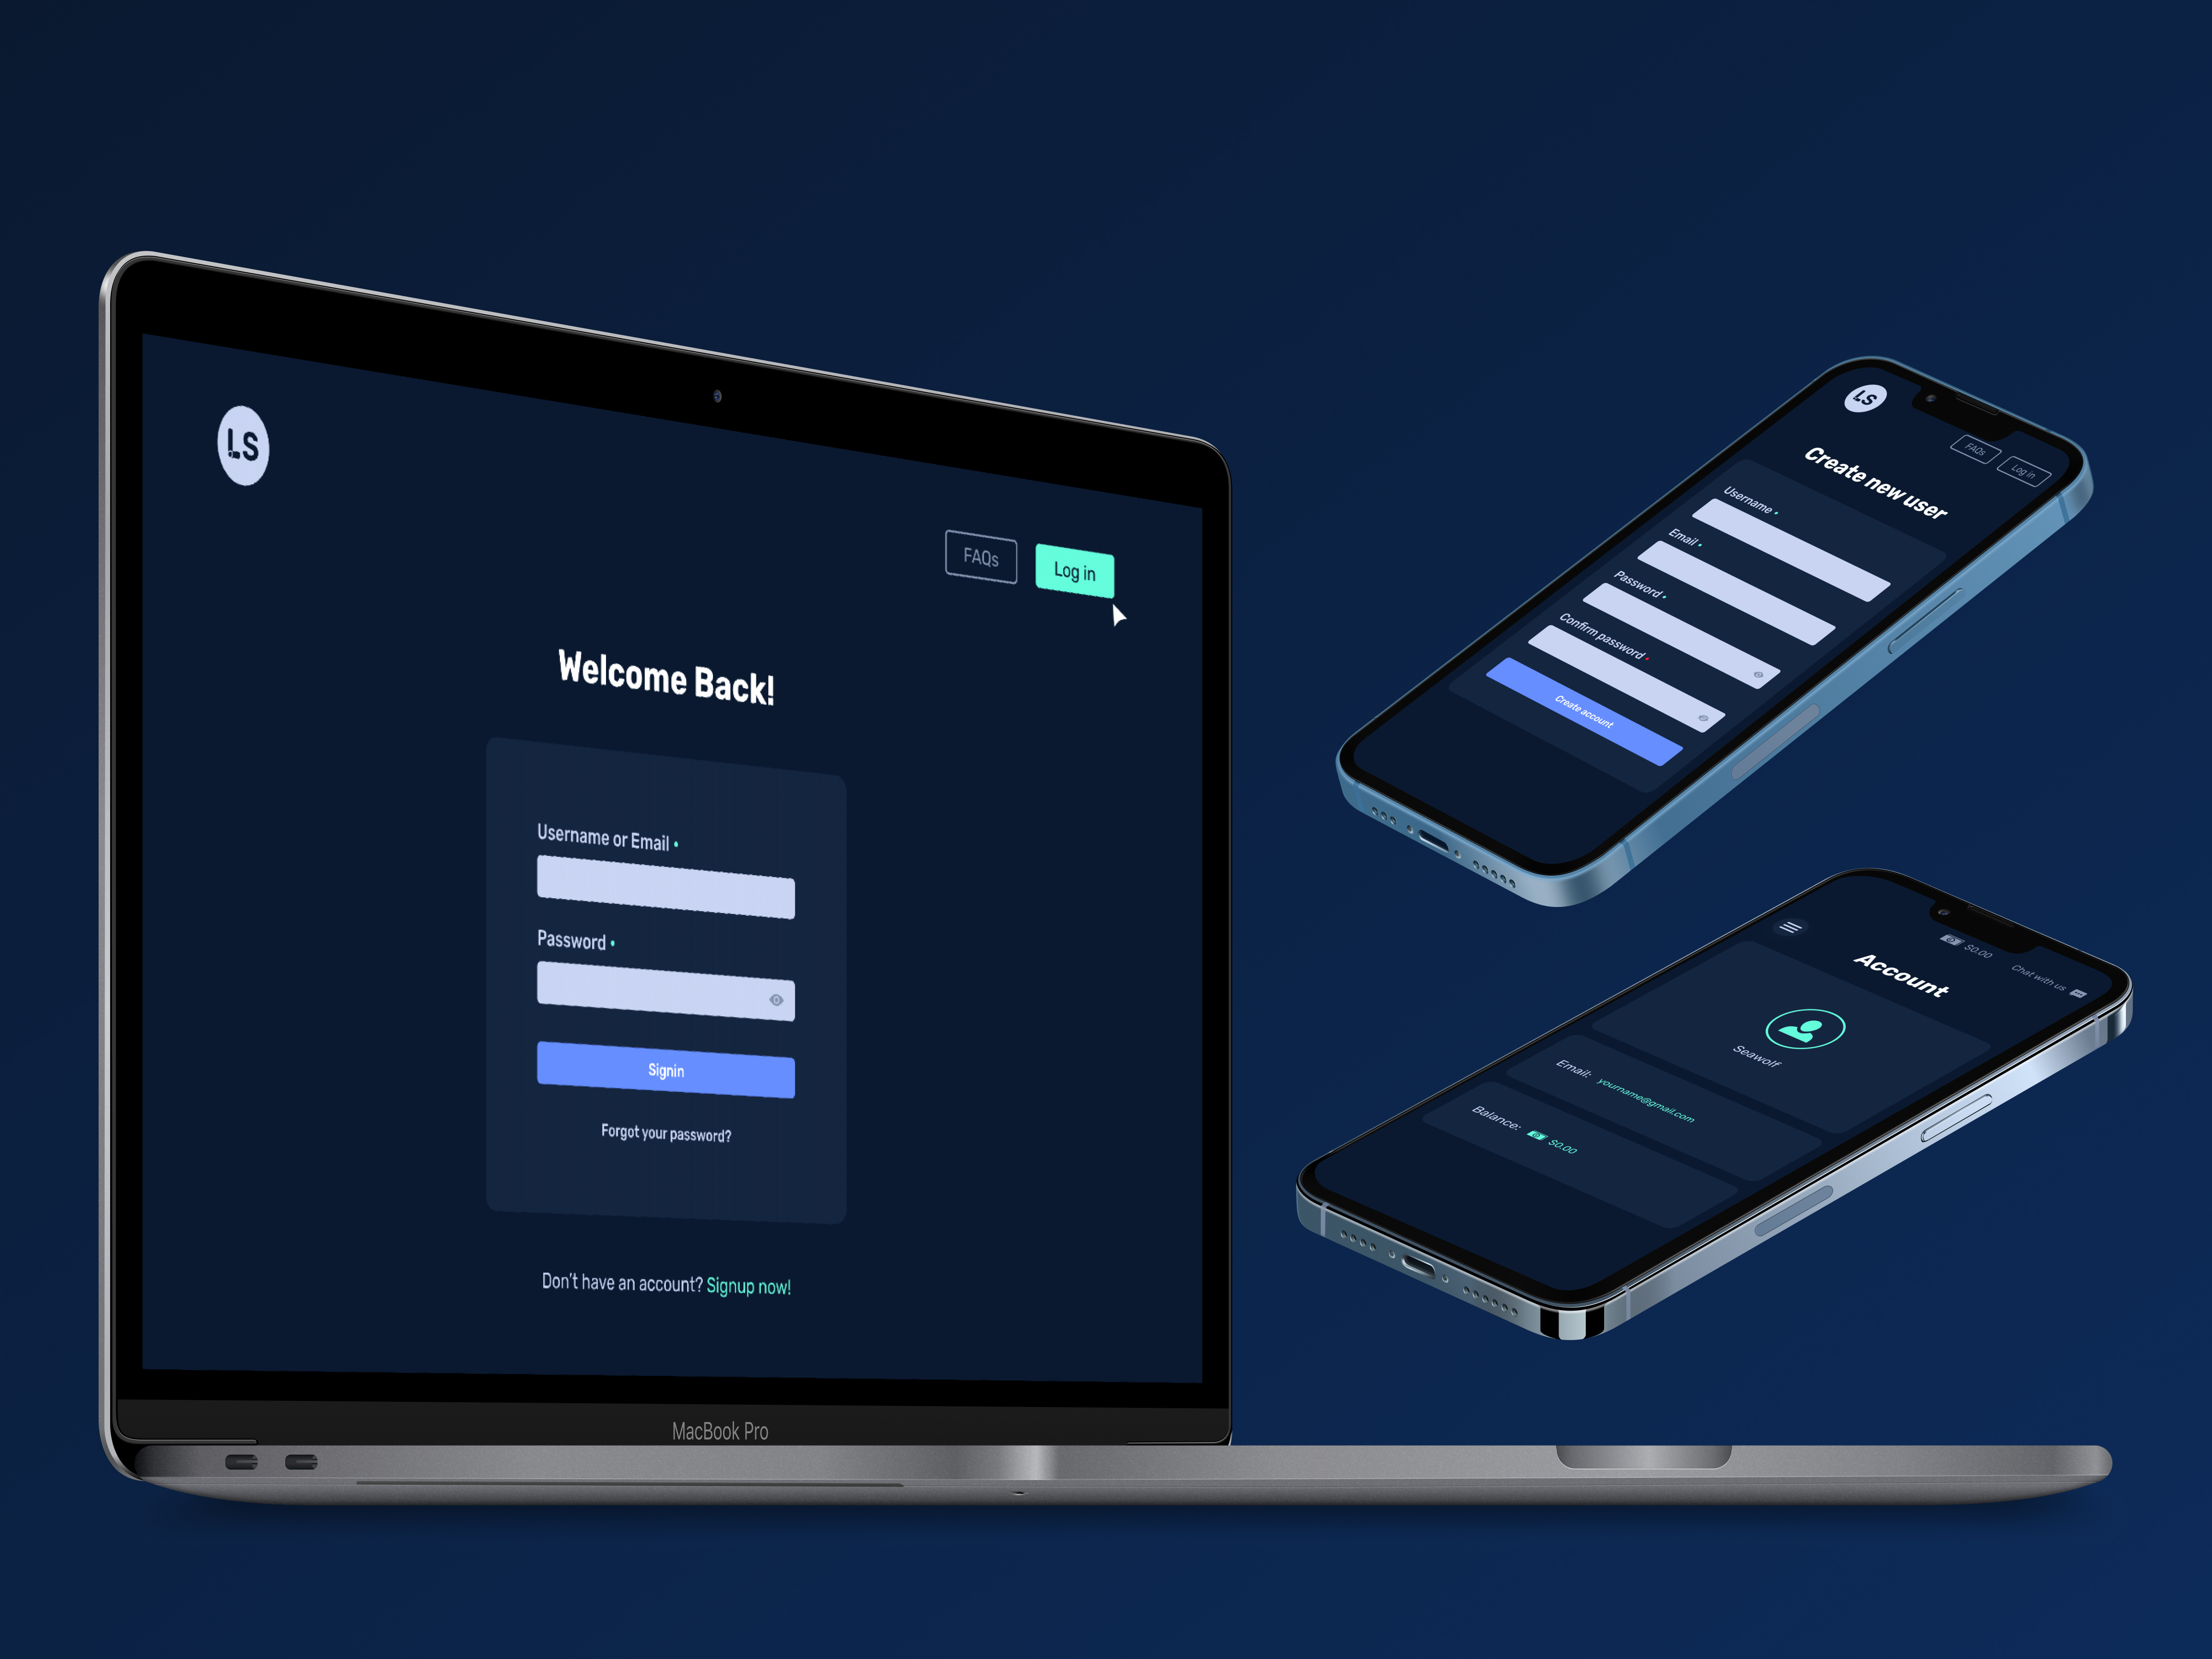 LS
FAQs
Log in
Welcome Back!
Username or Email
Password
Signin
Forgot your password?
Don't have an account? Signup now!
MacBook Pro
LS
FAQs
Log in
Create new user
Username
Email
Password
Confirm password
Create account
$0.00
Chat with us
Account
Seawolf
Email: yourname@gmail.com
Balance: $0.00